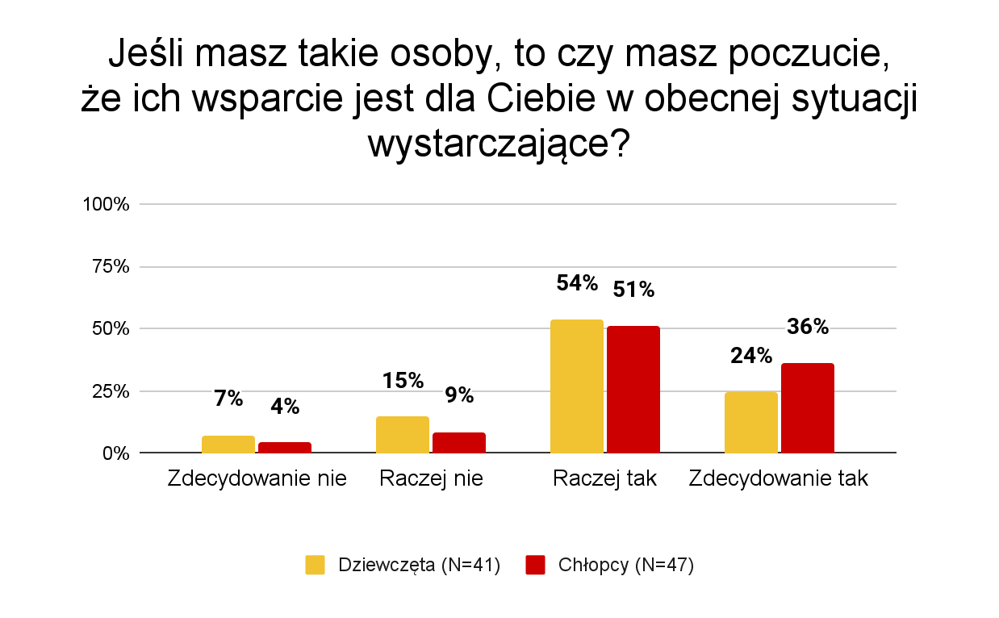 Jeśli masz takie osoby, to czy masz poczucie,
że ich wsparcie jest dla Ciebie w obecnej sytuacji
wystarczające?
100%
75%
50%
25%
0%
7%
4%
15%
9%
54%
51%
24%
36%
Zdecydowanie nie
Raczej nie
Raczej tak
Zdecydowanie tak
Dziewczęta (N=41)
Chłopcy (N=47)